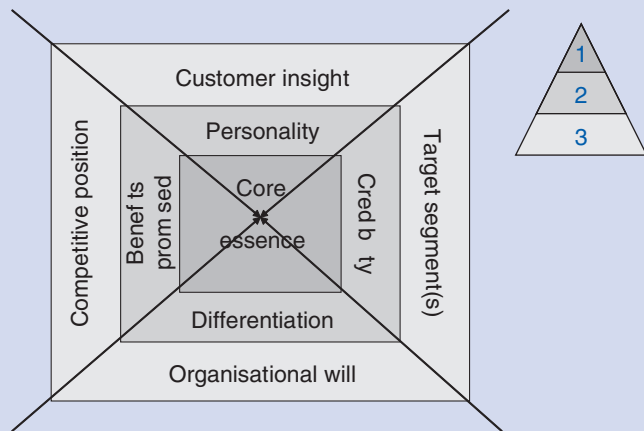 Customer insight
Personality
Competitive position
Benef ts
prom sed
Core
essence
Cred b ty
Target segment(s)
Differentiation
Organisational will
1
2
3